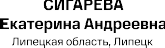 СИГАРЕВА
Екатерина Андреевна
Липецкая область, Липецк